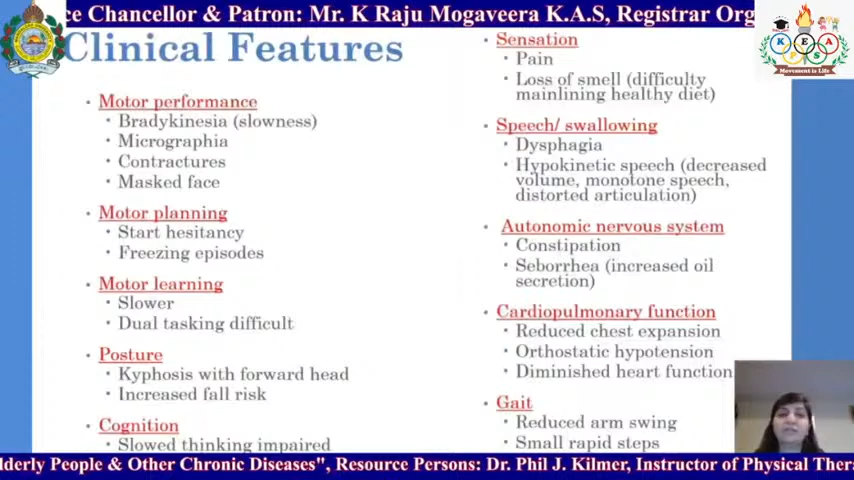 ce Chancellor & Patron: Mr. K Raju Mogaveera K.A.S, Registrar Org
Clinical Features
Motor performance
Bradykinesia (slowness)
Micrographia
Contractures
Masked face
Motor planning
Start hesitancy
Freezing episodes
Motor learning
Slower
Dual tasking difficult
Posture
Kyphosis with forward head
Increased fall risk
Cognition
Slowed thinking impaired
Sensation
Pain
Loss of smell (difficulty
mainlining healthy diet)
Speech/ swallowing
Dysphagia
Hypokinetic speech (decreased
volume, monotone speech,
distorted articulation)
Autonomic nervous system
Constipation
Seborrhea (increased oil
secretion)
Cardiopulmonary function
Reduced chest expansion
Orthostatic hypotension
Diminished heart function
Gait
Reduced arm swing
Small rapid steps
K E A
P S
Movement is Life
lderly People & Other Chronic Diseases", Resource Persons: Dr. Phil J. Kilmer, Instructor of Physical Thera